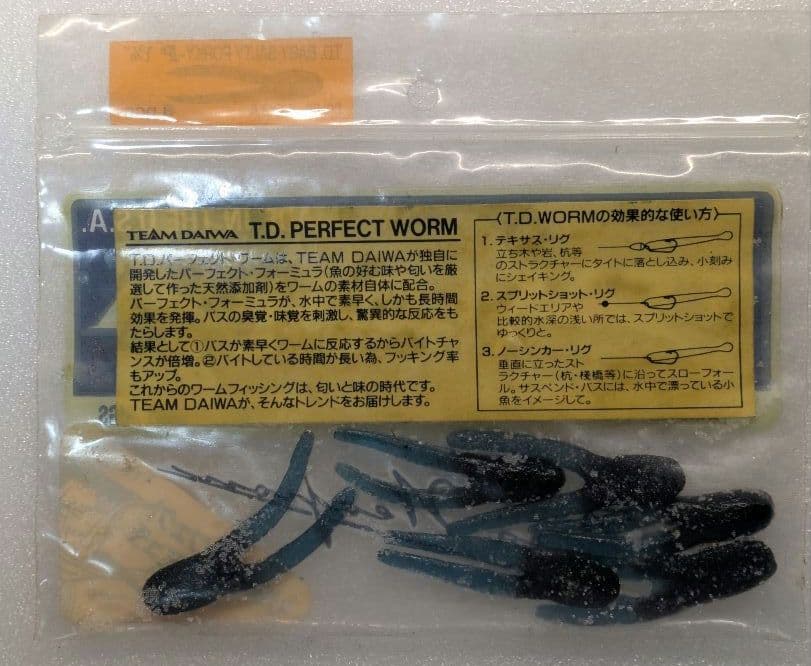 TEAM DAIWA T.D. PERFECT WORM
T.D.パーフェクト・ワームは、TEAM DAIWAが独自に
開発したパーフェクト・フォーミュラ(魚の好む味や匂いを厳
選して作った天然添加剤)をワームの素材自体に配合。
パーフェクト・フォーミュラが、水中で素早く、しかも長時間
効果を発揮。バスの臭覚・味覚を刺激し、驚異的な反応をも
たらします。
結果として①バスが素早くワームに反応するからバイトチャ
ンスが倍増。②バイトしている時間が長い為、フッキング率
もアップ。
これからのワームフィッシングは、匂いと味の時代です。
TEAM DAIWAが、そんなトレンドをお届けします。
〈T.D.WORMの効果的な使い方〉
1. テキサス・リグ
立ち木や岩、杭等
のストラクチャーにタイトに落とし込み、小刻み
にシェイキング。
2. スプリットショット・リグ
ウィードエリアや
比較的水深の浅い所では、スプリットショットで
ゆっくりと。
3. ノーシンカー・リグ
垂直に立ったスト
ラクチャー(杭・桟橋等)に沿ってスローフォー
ル。サスペンド・バスには、水中で漂っている小
魚をイメージして。